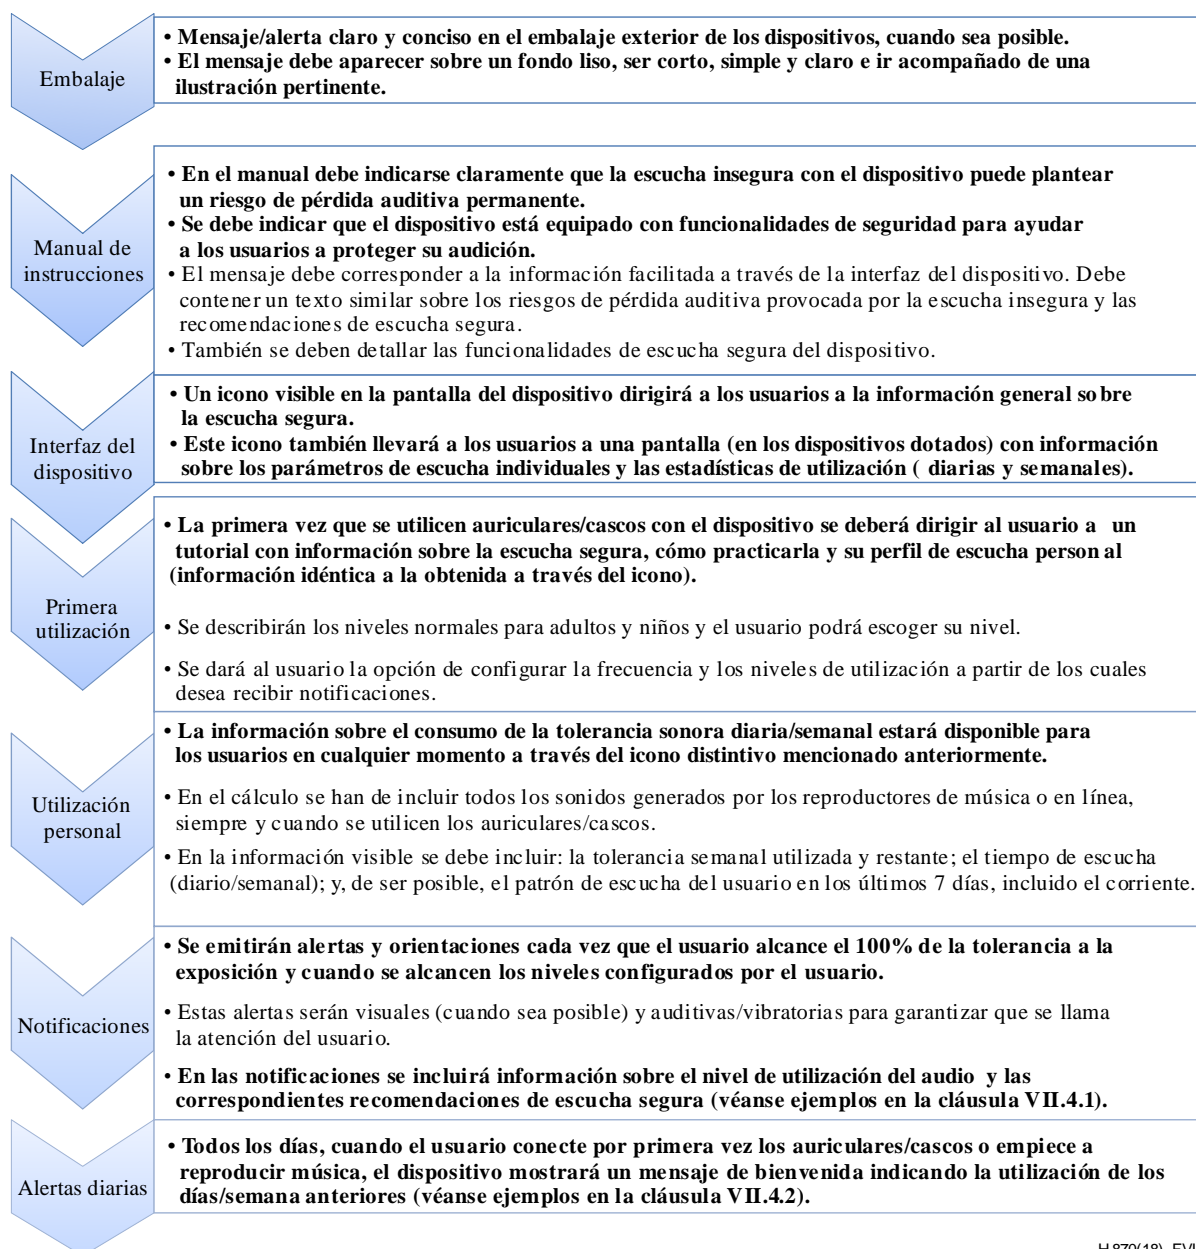 Embalaje
• Mensaje/alerta claro y conciso en el embalaje exterior de los dispositivos, cuando sea posible.
• El mensaje debe aparecer sobre un fondo liso, ser corto, simple y claro e ir acompañado de una
ilustración pertinente.
Manual de
instrucciones
• En el manual debe indicarse claramente que la escucha insegura con el dispositivo puede plantear
un riesgo de pérdida auditiva permanente.
• Se debe indicar que el dispositivo está equipado con funcionalidades de seguridad para ayudar
a los usuarios a proteger su audición.
• El mensaje debe corresponder a la información facilitada a través de la interfaz del dispositivo. Debe
contener un texto similar sobre los riesgos de pérdida auditiva provocada por la escucha insegura y las
recomendaciones de escucha segura.
• También se deben detallar las funcionalidades de escucha segura del dispositivo.
Interfaz del
dispositivo
• Un icono visible en la pantalla del dispositivo dirigirá a los usuarios a la información general sobre
la escucha segura.
• Este icono también llevará a los usuarios a una pantalla (en los dispositivos dotados) con información
sobre los parámetros de escucha individuales y las estadísticas de utilización ( diarias y semanales).
Primera
utilización
• La primera vez que se utilicen auriculares/cascos con el dispositivo se deberá dirigir al usuario a un
tutorial con información sobre la escucha segura, cómo practicarla y su perfil de escucha personal
(información idéntica a la obtenida a través del icono).
• Se describirán los niveles normales para adultos y niños y el usuario podrá escoger su nivel.
• Se dará al usuario la opción de configurar la frecuencia y los niveles de utilización a partir de los cuales
desea recibir notificaciones.
Utilización
personal
• La información sobre el consumo de la tolerancia sonora diaria/semanal estará disponible para
los usuarios en cualquier momento a través del icono distintivo mencionado anteriormente.
• En el cálculo se han de incluir todos los sonidos generados por los reproductores de música o en línea,
siempre y cuando se utilicen los auriculares/cascos.
• En la información visible se debe incluir: la tolerancia semanal utilizada y restante; el tiempo de escucha
(diario/semanal); y, de ser posible, el patrón de escucha del usuario en los últimos 7 días, incluido el corriente.
Notificaciones
• Se emitirán alertas y orientaciones cada vez que el usuario alcance el 100% de la tolerancia a la
exposición y cuando se alcancen los niveles configurados por el usuario.
• Estas alertas serán visuales (cuando sea posible) y auditivas/vibratorias para garantizar que se llama
la atención del usuario.
• En las notificaciones se incluirá información sobre el nivel de utilización del audio y las
correspondientes recomendaciones de escucha segura (véanse ejemplos en la cláusula VII.4.1).
Alertas diarias
• Todos los días, cuando el usuario conecte por primera vez los auriculares/cascos o empiece a
reproducir música, el dispositivo mostrará un mensaje de bienvenida indicando la utilización de los
días/semana anteriores (véanse ejemplos en la cláusula VII.4.2).